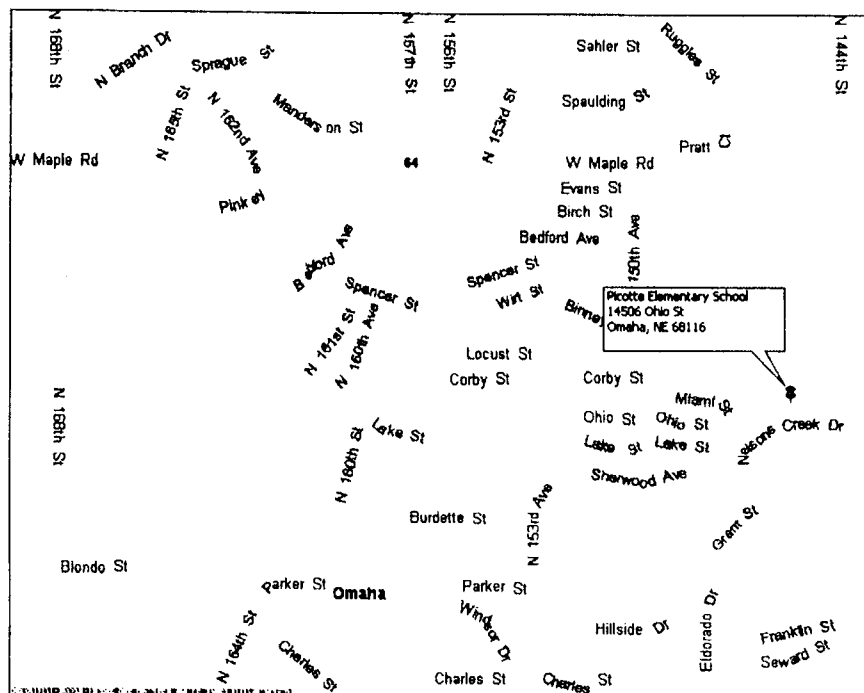 N 168th St
N Branch Dr
Sprague St
N 157th St
N 156th St
Sahler St
Ruggles St
N 144th St
N 165th St
N 162nd Ave
Manderson St
N 153rd St
Spaulding St
W Maple Rd
64
W Maple Rd
Pratt Ct
Pinkey
Evans St
Birch St
Bedford Ave
150th Ave
Bedford Ave
Spencer St
Spencer St
Wirt St
Binney
Picotte Elementary School
14506 Ohio St
Omaha, NE 68116
N 161st St
N 160th Ave
Locust St
Corby St
Corby St
Miami St
N 168th St
Lake St
Ohio St
Ohio St
Nelsons Creek Dr
Lake St
Lake St
N 160th St
Sherwood Ave
Burdette St
N 153rd Ave
Grant St
Blondo St
Parker St
Omaha
Parker St
Windsor Dr
Hillside Dr
Eldorado Dr
Franklin St
Seward St
N 164th St
Charles St
Charles St
Charles St